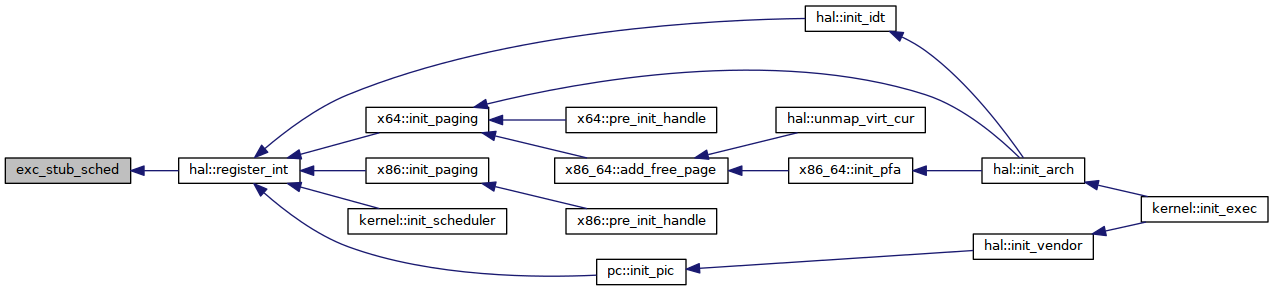 hal::init_idt
x64::init_paging
x64::pre_init_handle
hal::unmap_virt_cur
exc_stub_sched
hal::register_int
x86::init_paging
x86_64::add_free_page
x86_64::init_pfa
hal::init_arch
kernel::init_scheduler
x86::pre_init_handle
kernel::init_exec
hal::init_vendor
pc::init_pic